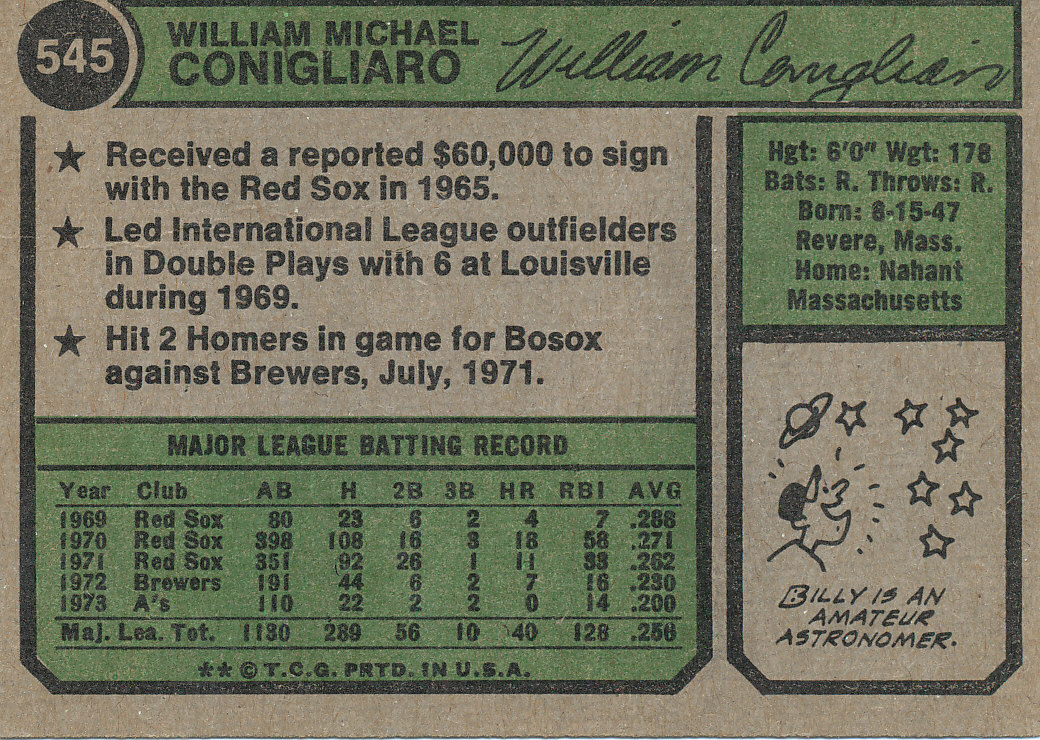 545
WILLIAM MICHAEL
CONIGLIARO
William Conigliaro
★ Received a reported $60,000 to sign
with the Red Sox in 1965.
★ Led International League outfielders
in Double Plays with 6 at Louisville
during 1969.
★ Hit 2 Homers in game for Bosox
against Brewers, July, 1971.
MAJOR LEAGUE BATTING RECORD
Year Club AB H 2B 3B HR RBI AVG
1969 Red Sox 80 23 6 2 4 7 .288
1970 Red Sox 398 108 16 3 18 58 .271
1971 Red Sox 351 92 26 1 11 33 .262
1972 Brewers 191 44 6 2 7 16 .230
1973 A's 110 22 2 2 0 14 .200
Maj. Lea. Tot. 1130 289 56 10 40 128 .256
** © T.C.G. PRTD. IN U.S.A.
Hgt: 6'0" Wgt: 178
Bats: R. Throws: R.
Born: 8-15-47
Revere, Mass.
Home: Nahant
Massachusetts
BILLY IS AN
AMATEUR
ASTRONOMER.